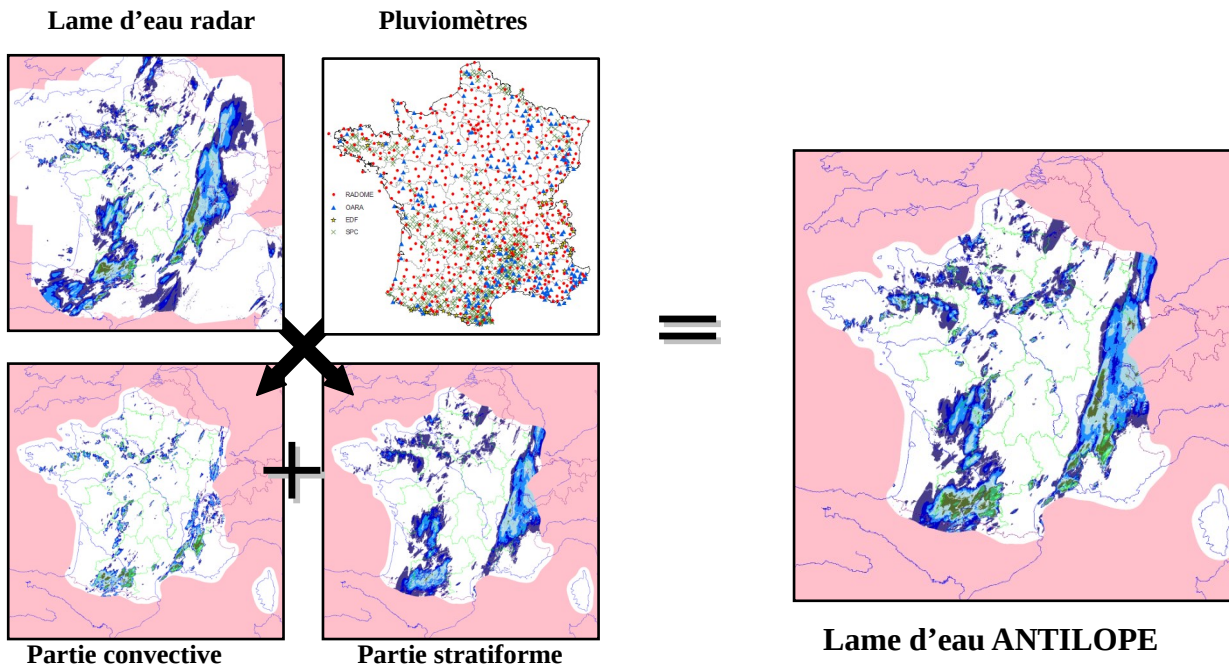 Lame d’eau radar
Pluviomètres
RADOME
OARA
EDF
SPC
Partie convective
Partie stratiforme
Lame d’eau ANTILOPE